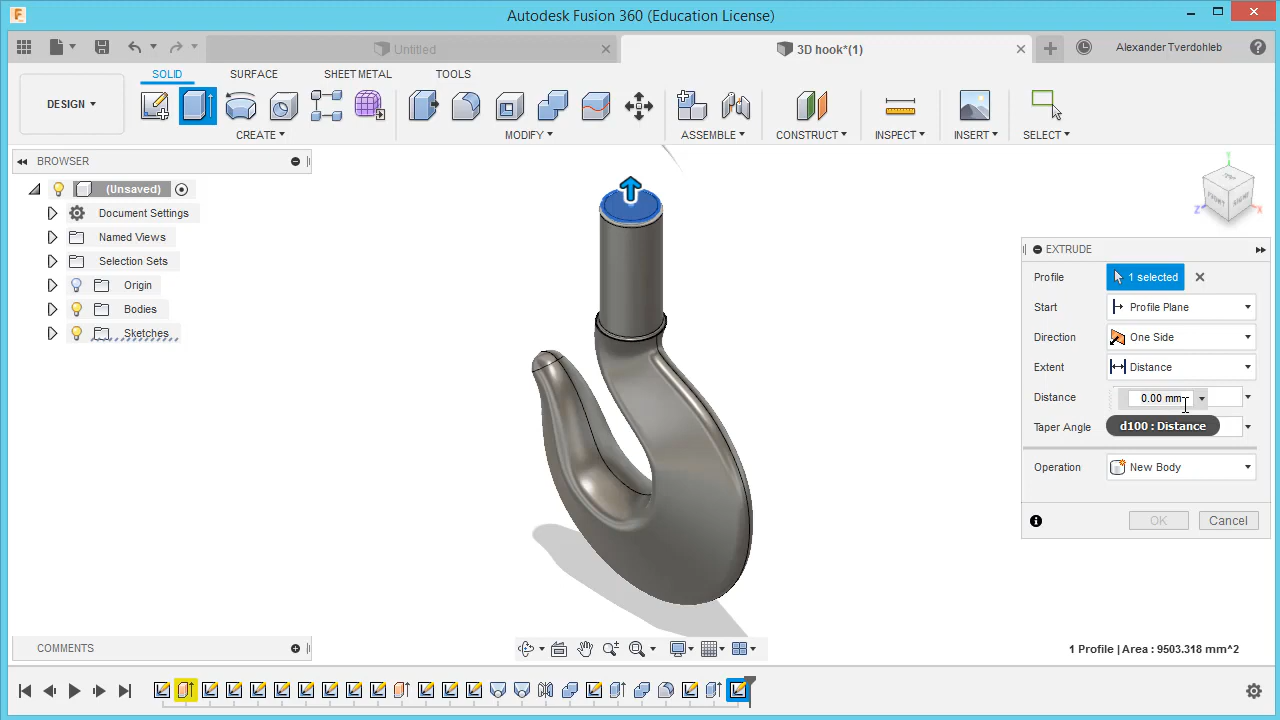 Autodesk Fusion 360 (Education License)
Untitled
3D hook*(1)
Alexander Tverdohleb
SOLID SURFACE SHEET METAL TOOLS
DESIGN
CREATE MODIFY ASSEMBLE CONSTRUCT INSPECT INSERT SELECT
BROWSER
(Unsaved)
Document Settings
Named Views
Selection Sets
Origin
Bodies
Sketches
EXTRUDE
Profile 1 selected
Start Profile Plane
Direction One Side
Extent Distance
Distance 0.00 mm
Taper Angle d100 : Distance
Operation New Body
OK Cancel
COMMENTS
1 Profile | Area : 9503.318 mm^2